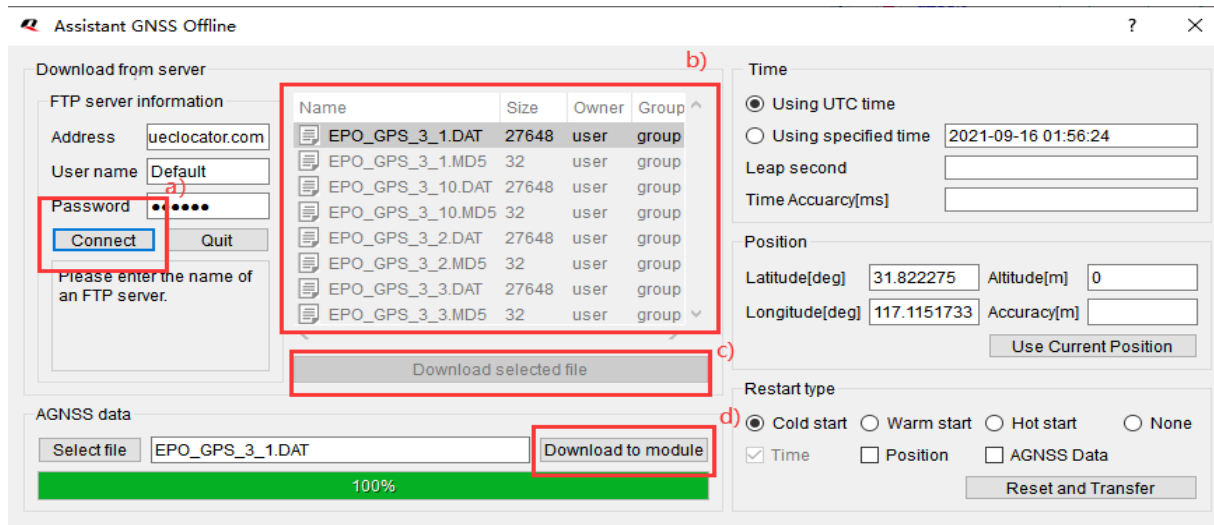 Assistant GNSS Offline
? ×
Download from server
FTP server information
Address ueclocator.com
User name Default
a)
Password ●●●●●●
Connect Quit
Please enter the name of
an FTP server.
b)
Name Size Owner Group
EPO_GPS_3_1.DAT 27648 user group
EPO_GPS_3_1.MD5 32 user group
EPO_GPS_3_10.DAT 27648 user group
EPO_GPS_3_10.MD5 32 user group
EPO_GPS_3_2.DAT 27648 user group
EPO_GPS_3_2.MD5 32 user group
EPO_GPS_3_3.DAT 27648 user group
EPO_GPS_3_3.MD5 32 user group
c)
Download selected file
AGNSS data
d)
Select file EPO_GPS_3_1.DAT Download to module
100%
Time
Using UTC time
Using specified time 2021-09-16 01:56:24
Leap second
Time Accuarcy[ms]
Position
Latitude[deg] 31.822275 Altitude[m] 0
Longitude[deg] 117.1151733 Accuracy[m]
Use Current Position
Restart type
Cold start Warm start Hot start None
Time Position AGNSS Data
Reset and Transfer